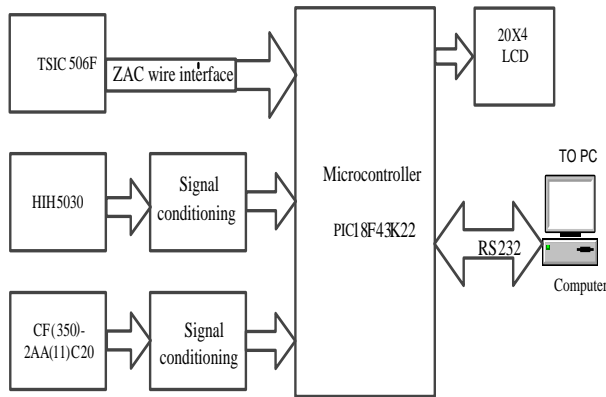 TSIC 506F
ZAC wire interface
20X4
LCD
HIH5030
Signal
conditioning
Microcontroller
PIC18F43K22
TO PC
RS232
Computer
CF(350)-
2AA(11)C20
Signal
conditioning